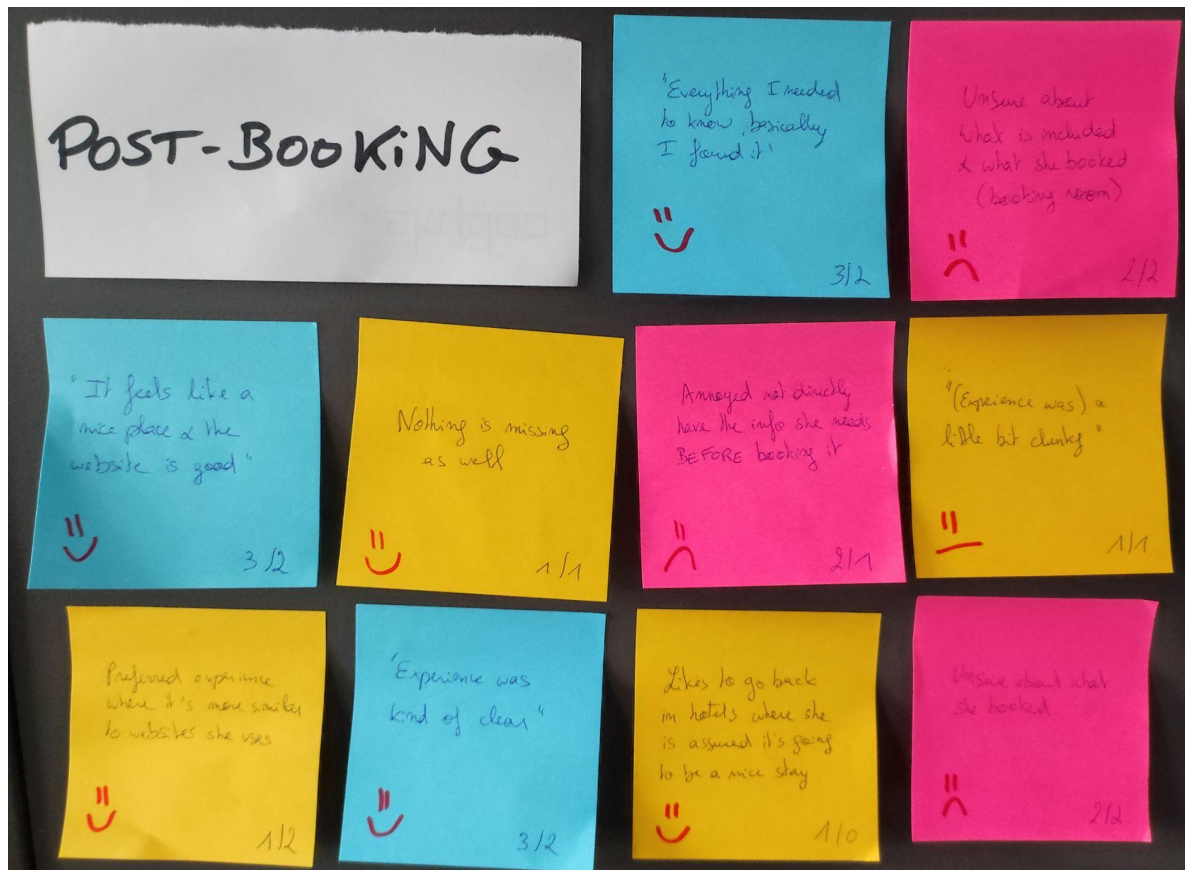 POST-BOOKiNG
"Everything I needed
to know, basically
I found it"
3/2
Unsure about
what is included
& what she booked
(booking room)
2/2
"It feels like a
nice place & the
website is good"
3/2
Nothing is missing
as well
1/1
Annoyed not directly
have the info she needs
BEFORE booking it
2/1
"(Experience was) a
little bit clunky"
1/1
Preferred experience
where it's more similar
to websites she uses
1/2
"Experience was
kind of clear"
3/2
Likes to go back
in hotels where she
is assured it's going
to be a nice stay
1/0
Unsure about what
she booked
2/2